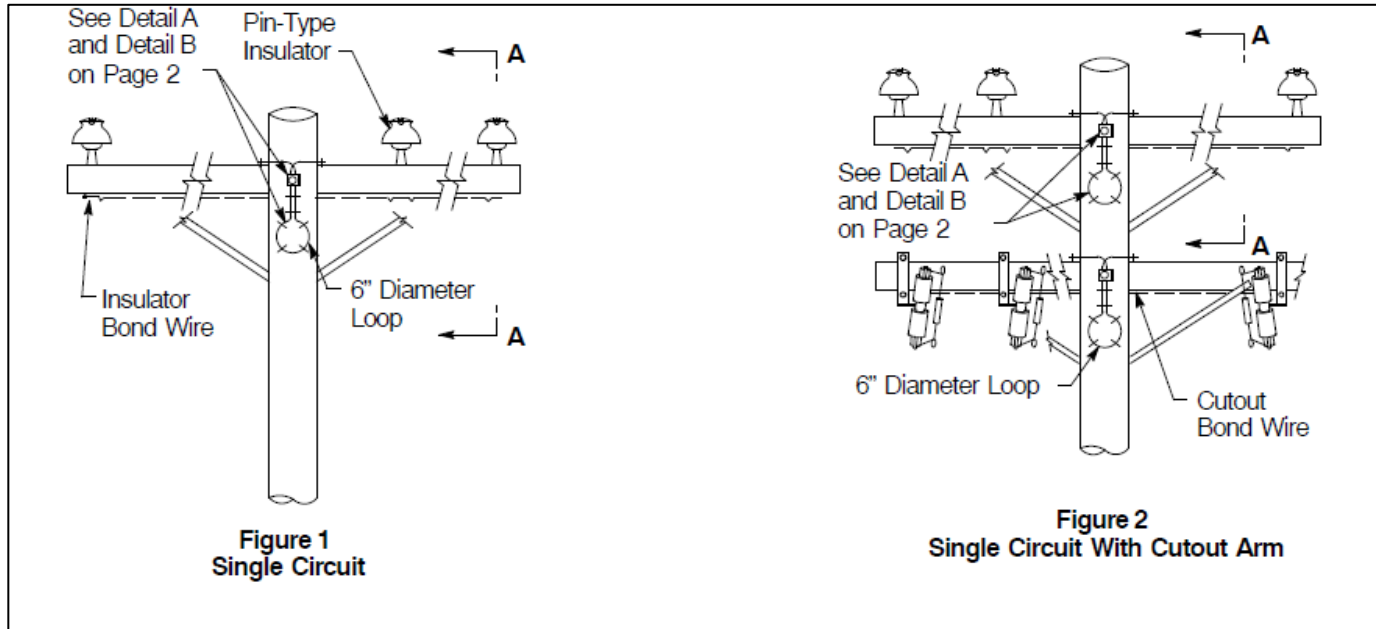 See Detail A
and Detail B
on Page 2
Pin-Type
Insulator
A
Insulator
Bond Wire
6" Diameter
Loop
A
Figure 1
Single Circuit
A
See Detail A
and Detail B
on Page 2
A
6" Diameter Loop
Cutout
Bond Wire
Figure 2
Single Circuit With Cutout Arm